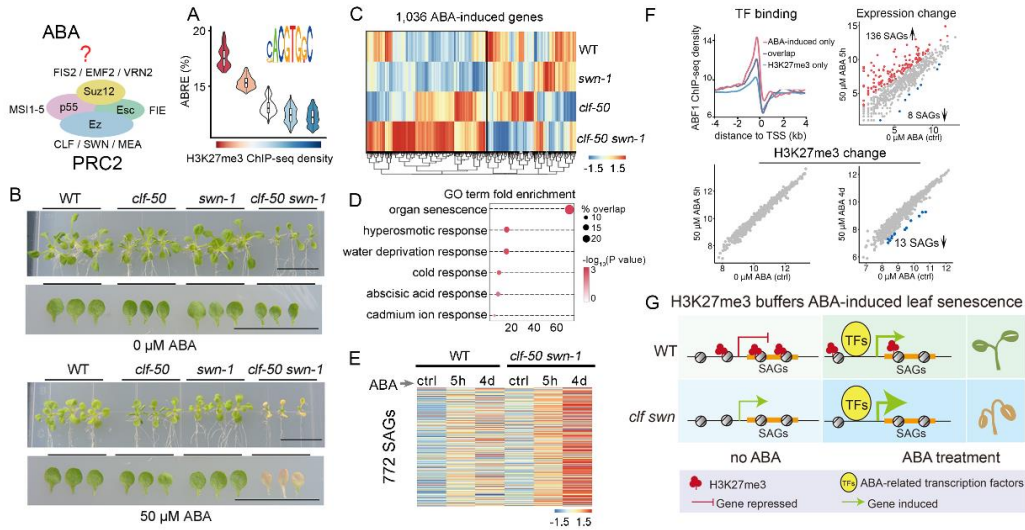 ABA
?
FIS2 / EMF2 / VRN2
Suz12
MSI1-5
p55
Esc
FIE
Ez
CLF / SWN / MEA
PRC2
A
ABRE (%)
18
15
12
CACGTGGC
H3K27me3 ChIP-seq density
B
WT clf-50 swn-1 clf-50 swn-1
0 µM ABA
WT clf-50 swn-1 clf-50 swn-1
50 µM ABA
C
1,036 ABA-induced genes
WT
swn-1
clf-50
clf-50 swn-1
-1.5 1.5
D
GO term fold enrichment
organ senescence
hyperosmotic response
water deprivation response
cold response
abscisic acid response
cadmium ion response
20 40 60
% overlap
10
15
20
-log10(P value)
3
0
E
WT clf-50 swn-1
ABA ctrl 5h 4d ctrl 5h 4d
772 SAGs
-1.5 1.5
F
TF binding
ABF1 ChIP-seq density
14
12
10
8
ABA-induced only
overlap
H3K27me3 only
-4 -2 0 2 4
distance to TSS (kb)
Expression change
50 µM ABA 5h
136 SAGs
8 SAGs
5 10
0 µM ABA (ctrl)
H3K27me3 change
50 µM ABA 5h
12
10
8
8 10 12
0 µM ABA (ctrl)
50 µM ABA 4d
13 SAGs
7 8 9 10 11 12
0 µM ABA (ctrl)
G H3K27me3 buffers ABA-induced leaf senescence
WT
SAGs
TFs
SAGs
clf swn
SAGs
TFs
SAGs
no ABA
ABA treatment
H3K27me3
TFs ABA-related transcription factors
Gene repressed
Gene induced